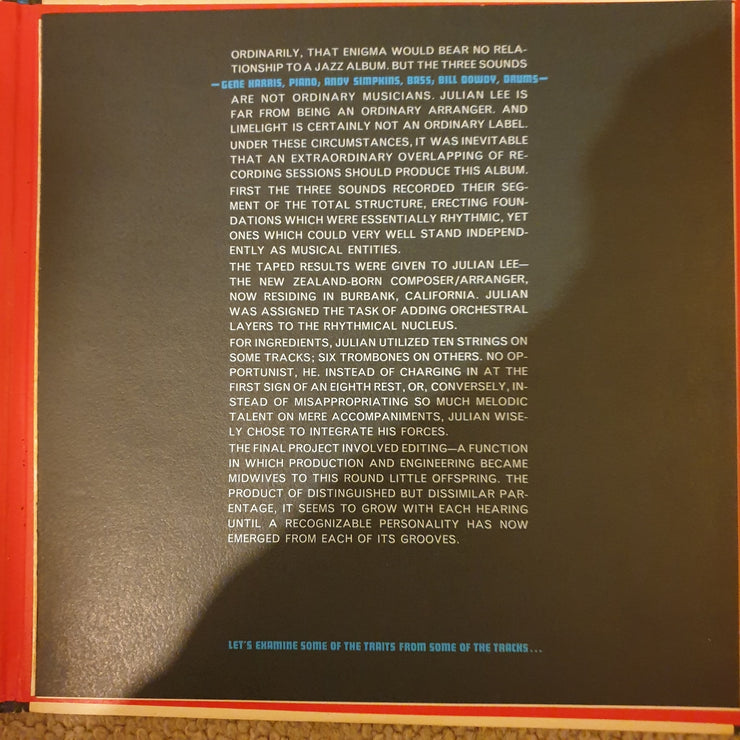 ORDINARILY, THAT ENIGMA WOULD BEAR NO RELA-
TIONSHIP TO A JAZZ ALBUM. BUT THE THREE SOUNDS
—GENE HARRIS, PIANO; ANDY SIMPKINS, BASS; BILL DOWDY, DRUMS—
ARE NOT ORDINARY MUSICIANS. JULIAN LEE IS
FAR FROM BEING AN ORDINARY ARRANGER. AND
LIMELIGHT IS CERTAINLY NOT AN ORDINARY LABEL.
UNDER THESE CIRCUMSTANCES, IT WAS INEVITABLE
THAT AN EXTRAORDINARY OVERLAPPING OF RE-
CORDING SESSIONS SHOULD PRODUCE THIS ALBUM.
FIRST THE THREE SOUNDS RECORDED THEIR SEG-
MENT OF THE TOTAL STRUCTURE, ERECTING FOUN-
DATIONS WHICH WERE ESSENTIALLY RHYTHMIC, YET
ONES WHICH COULD VERY WELL STAND INDEPEND-
ENTLY AS MUSICAL ENTITIES.
THE TAPED RESULTS WERE GIVEN TO JULIAN LEE—
THE NEW ZEALAND-BORN COMPOSER/ARRANGER,
NOW RESIDING IN BURBANK, CALIFORNIA. JULIAN
WAS ASSIGNED THE TASK OF ADDING ORCHESTRAL
LAYERS TO THE RHYTHMICAL NUCLEUS.
FOR INGREDIENTS, JULIAN UTILIZED TEN STRINGS ON
SOME TRACKS; SIX TROMBONES ON OTHERS. NO OP-
PORTUNIST, HE. INSTEAD OF CHARGING IN AT THE
FIRST SIGN OF AN EIGHTH REST, OR, CONVERSELY, IN-
STEAD OF MISAPPROPRIATING SO MUCH MELODIC
TALENT ON MERE ACCOMPANIMENTS, JULIAN WISE-
LY CHOSE TO INTEGRATE HIS FORCES.
THE FINAL PROJECT INVOLVED EDITING—A FUNCTION
IN WHICH PRODUCTION AND ENGINEERING BECAME
MIDWIVES TO THIS ROUND LITTLE OFFSPRING. THE
PRODUCT OF DISTINGUISHED BUT DISSIMILAR PAR-
ENTAGE, IT SEEMS TO GROW WITH EACH HEARING
UNTIL A RECOGNIZABLE PERSONALITY HAS NOW
EMERGED FROM EACH OF ITS GROOVES.
LET'S EXAMINE SOME OF THE TRAITS FROM SOME OF THE TRACKS...